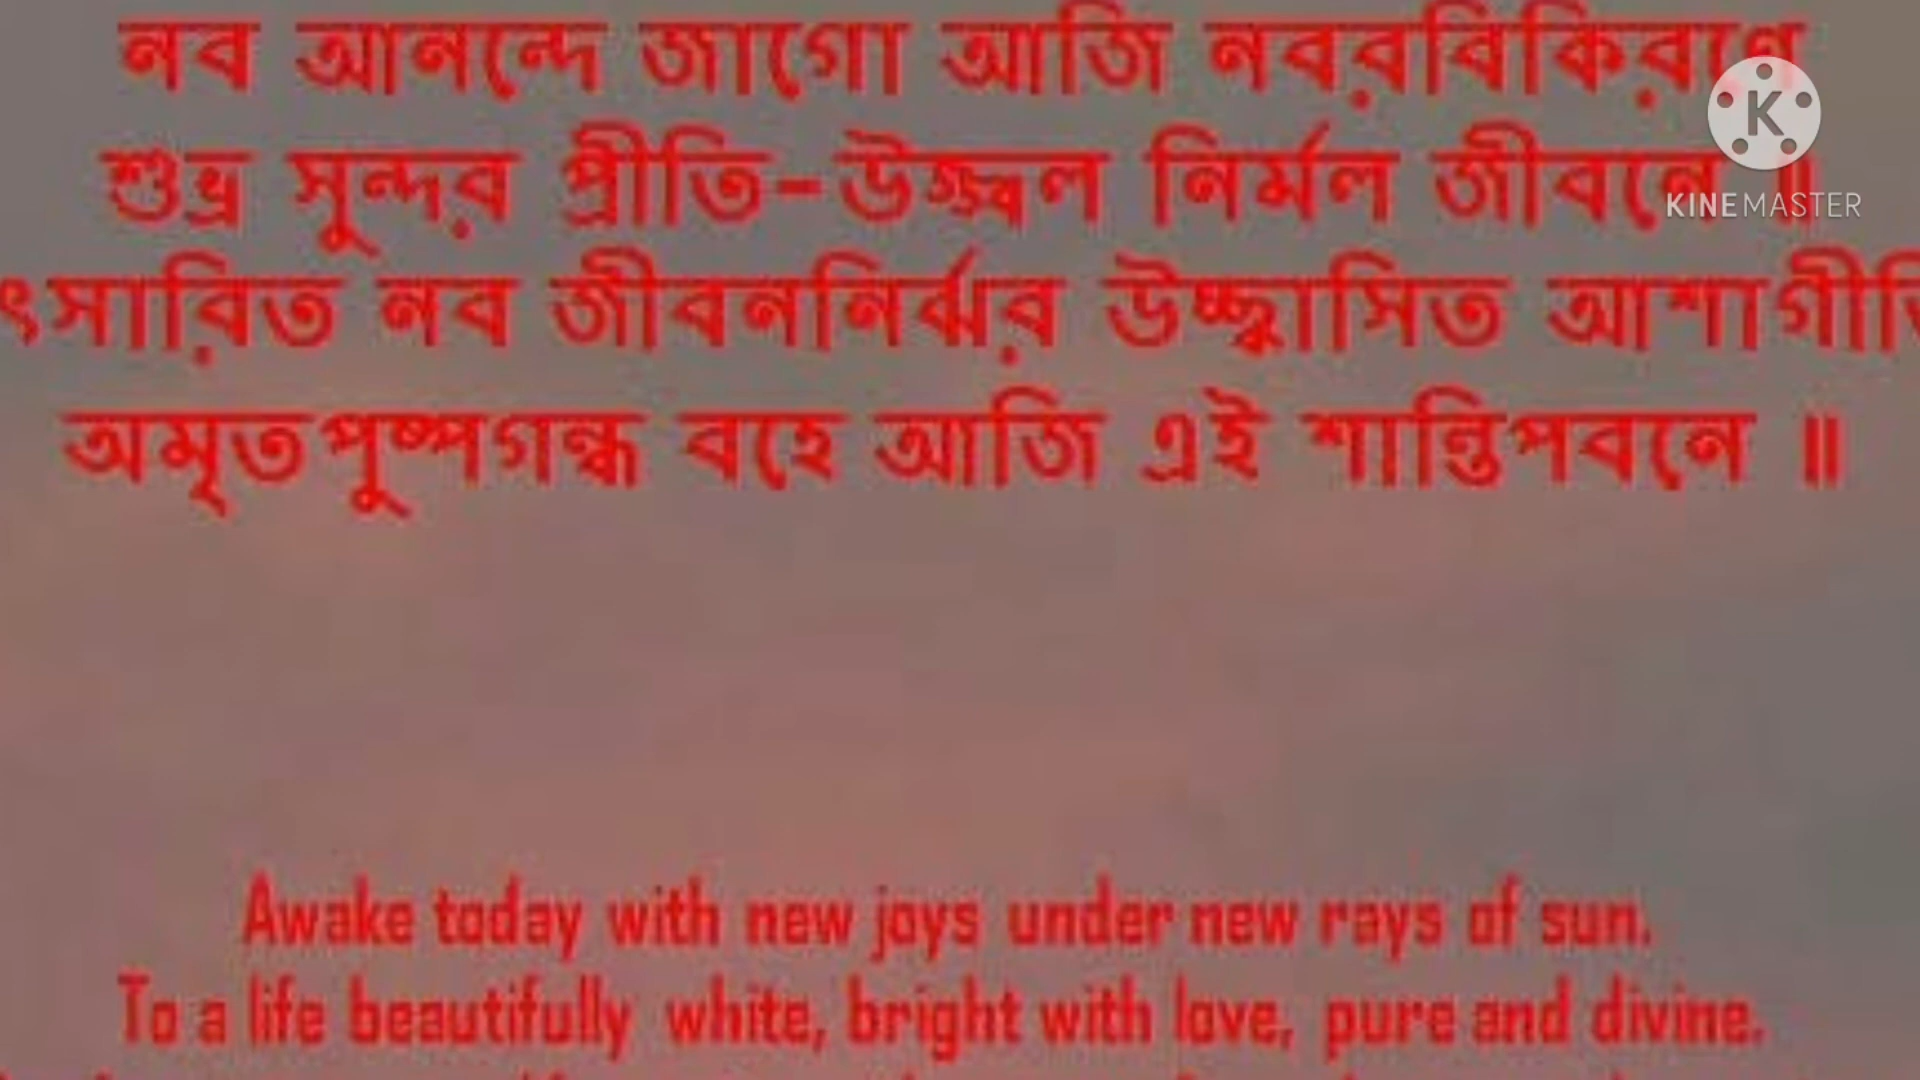 নব আনন্দে জাগো আজি নবরবিকিরণে
শুভ্র সুন্দর প্রীতি-উজ্জ্বল নির্মল জীবনে ॥
ৎসারিত নব জীবননির্ঝর উচ্ছ্বাসিত আশাগীতি
অমৃতপুষ্পগন্ধ বহে আজি এই শান্তিপবনে ॥
K
KINEMASTER
Awake today with new joys under new rays of sun.
To a life beautifully white, bright with love, pure and divine.